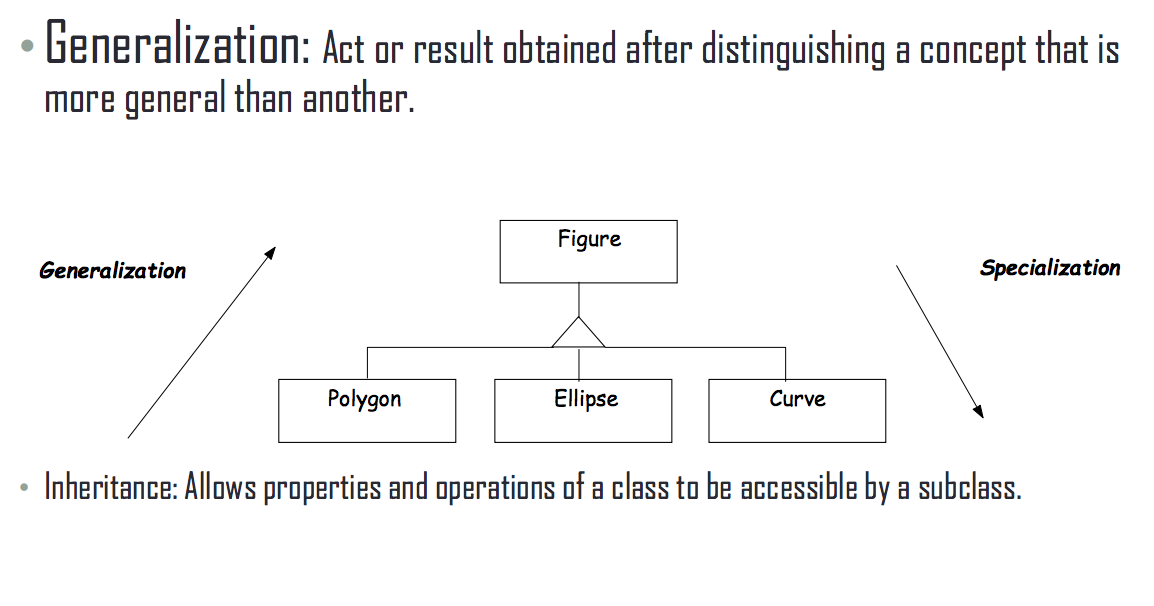 • Generalization: Act or result obtained after distinguishing a concept that is
more general than another.
Figure
Generalization
Specialization
Polygon
Ellipse
Curve
• Inheritance: Allows properties and operations of a class to be accessible by a subclass.